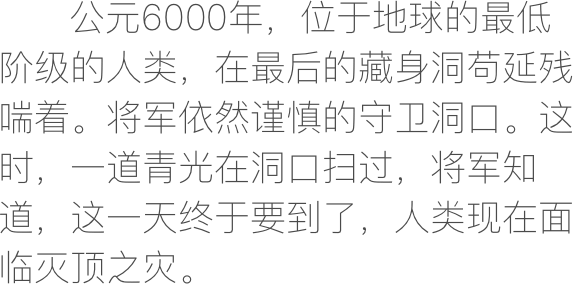 公元6000年，位于地球的最低
阶级的人类，在最后的藏身洞苟延残
喘着。将军依然谨慎的守卫洞口。这
时，一道青光在洞口扫过，将军知
道，这一天终于要到了，人类现在面
临灭顶之灾。